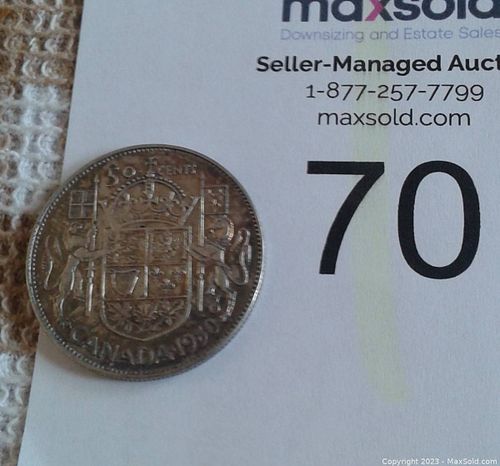 maxsold
Downsizing and Estate Sales
Seller-Managed Auct
1-877-257-7799
maxsold.com
70
50 CENTS
CANADA 1950
Copyright 2023 - MaxSold.com